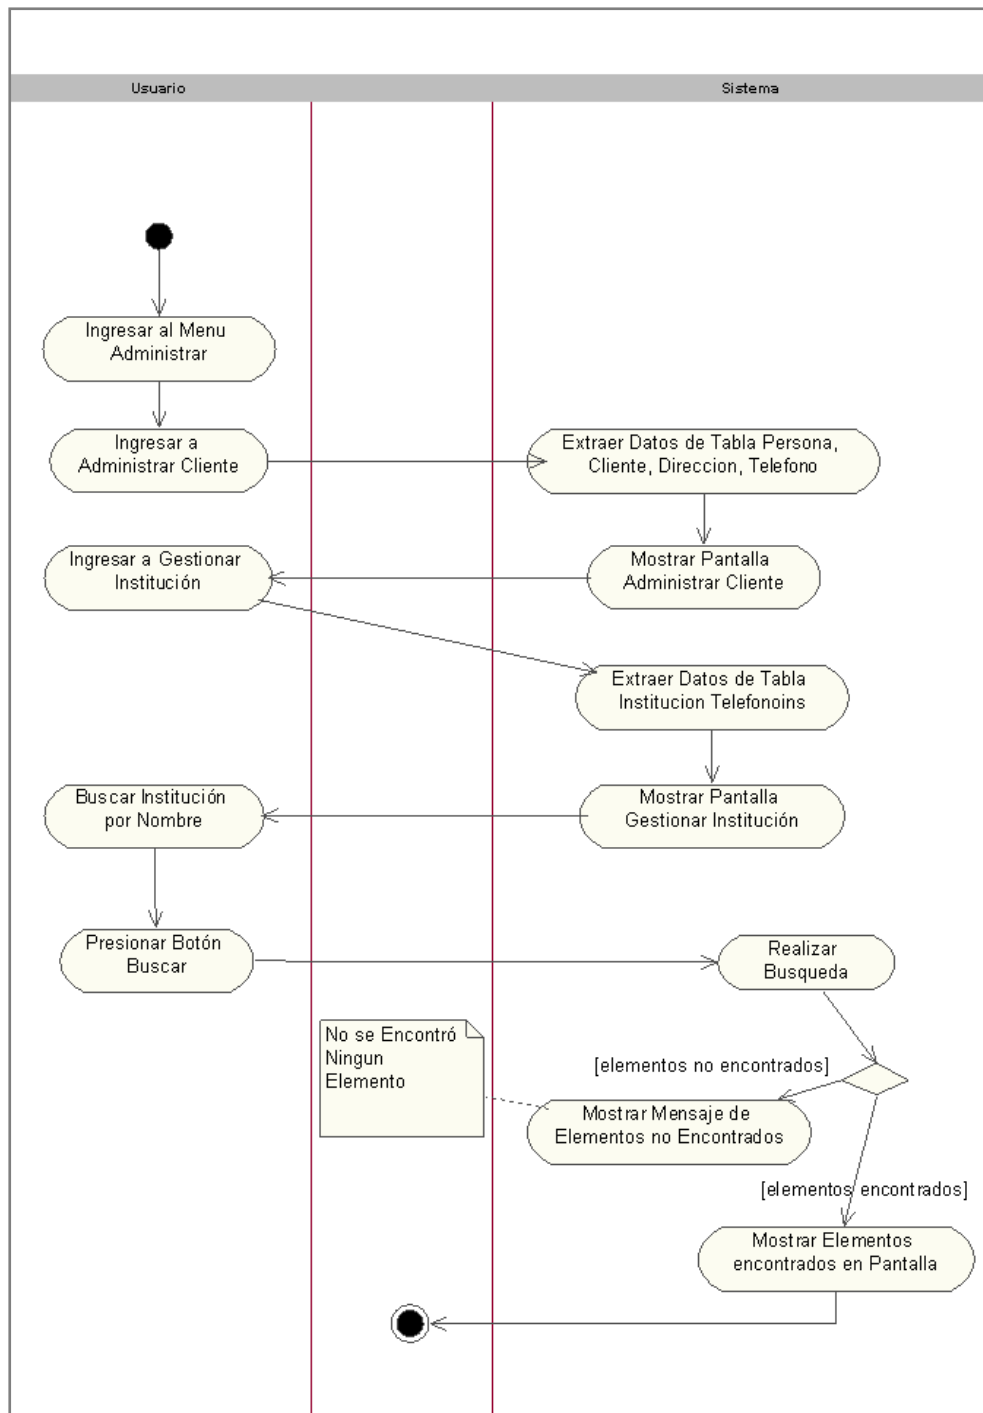 Usuario
Sistema
Ingresar al Menu
Administrar
Ingresar a
Administrar Cliente
Extraer Datos de Tabla Persona,
Cliente, Direccion, Telefono
Ingresar a Gestionar
Institución
Mostrar Pantalla
Administrar Cliente
Extraer Datos de Tabla
Institucion Telefonoins
Buscar Institución
por Nombre
Mostrar Pantalla
Gestionar Institución
Presionar Botón
Buscar
Realizar
Busqueda
No se Encontró
Ningun
Elemento
[elementos no encontrados]
Mostrar Mensaje de
Elementos no Encontrados
[elementos encontrados]
Mostrar Elementos
encontrados en Pantalla